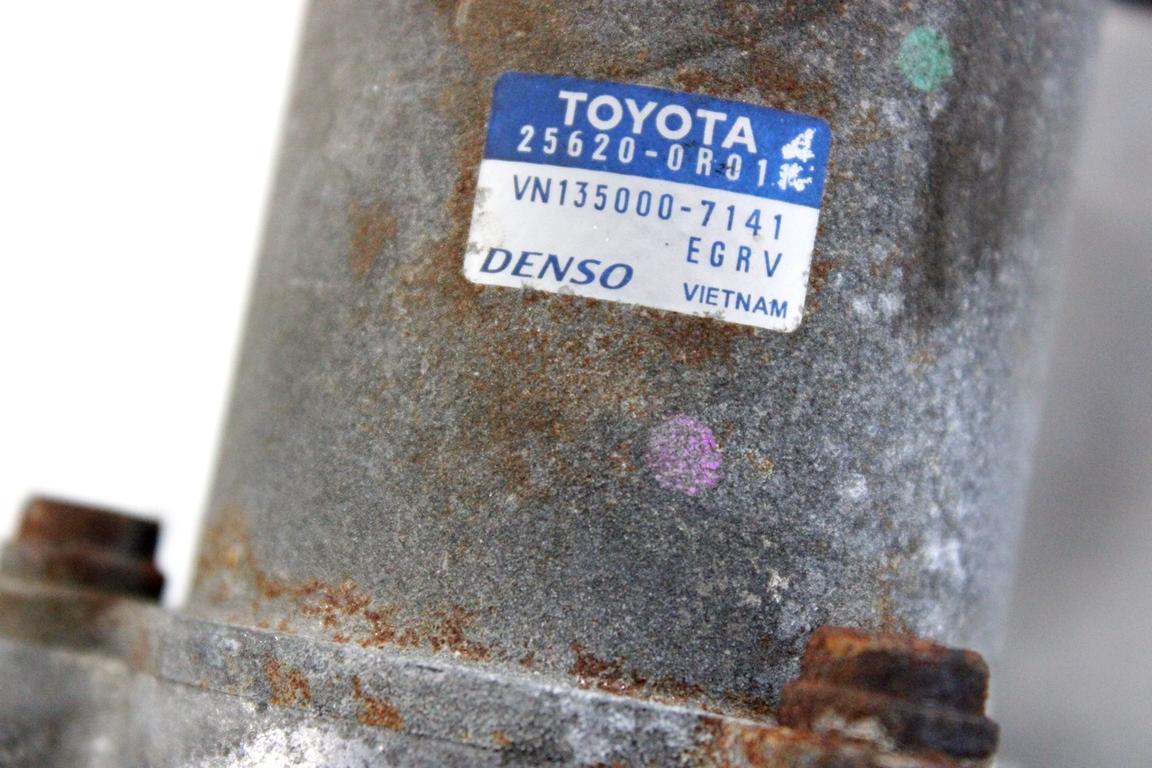 TOYOTA
25620-0R01
VN135000-7141
EGRV
DENSO
VIETNAM